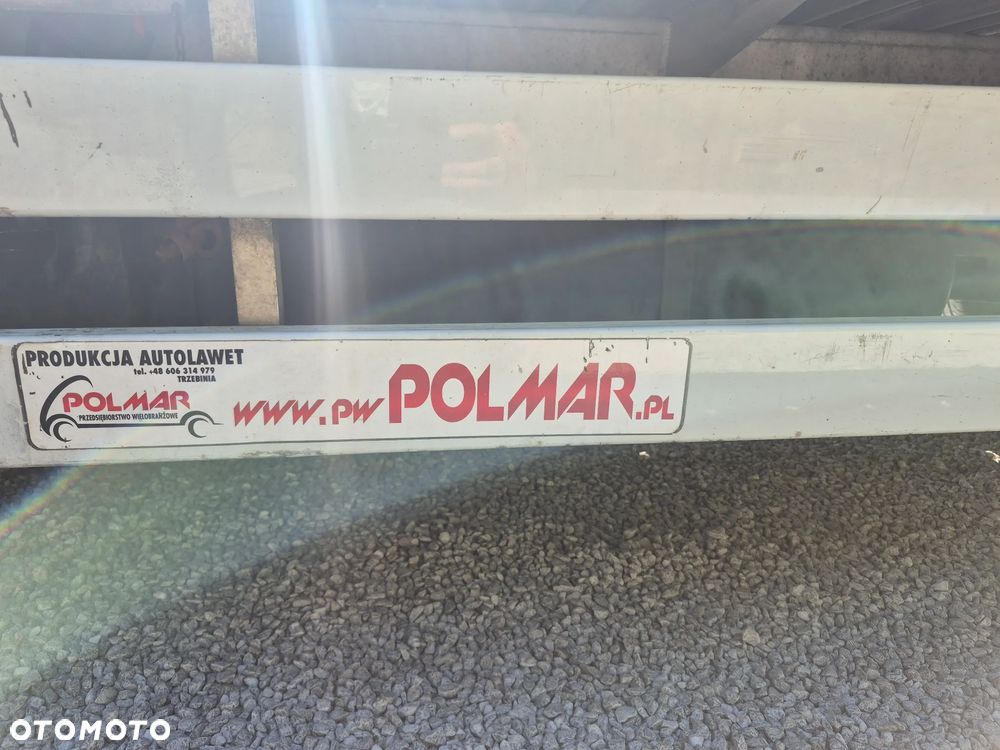 PRODUKCJA AUTOLAWET
tel. +48 606 314 979
TRZEBINIA
POLMAR
PRZEDSIĘBIORSTWO WIELOBRANŻOWE
www.pwPOLMAR.PL
OTOMOTO